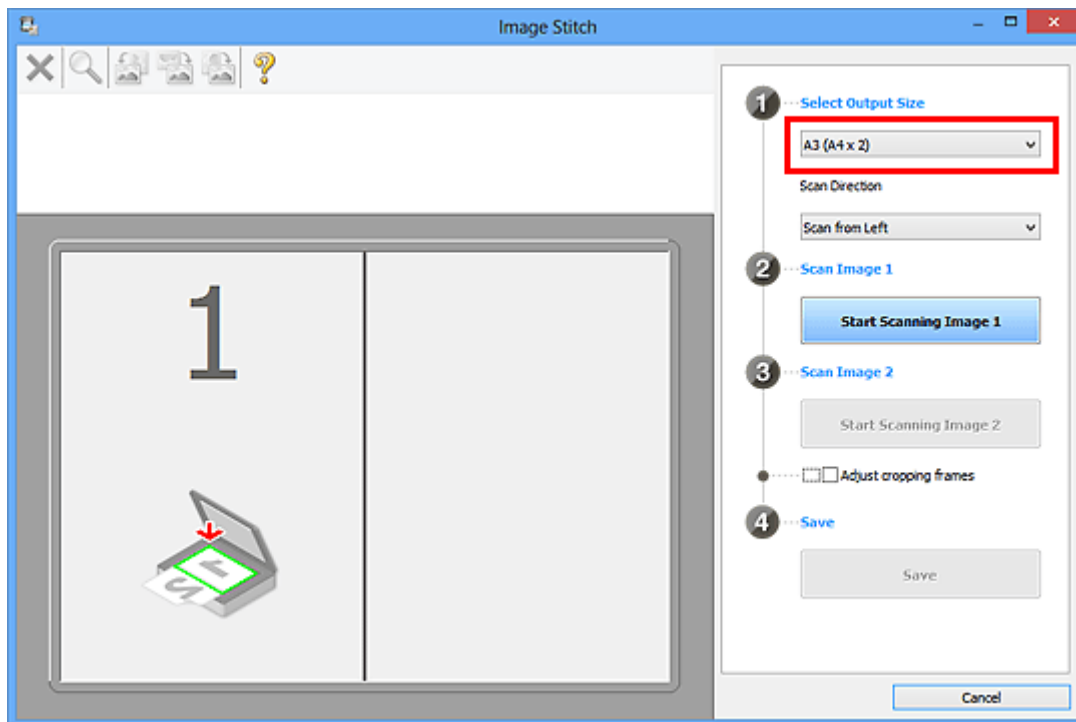 Image Stitch
1
Select Output Size
A3 (A4 x 2)
Scan Direction
Scan from Left
2
Scan Image 1
Start Scanning Image 1
3
Scan Image 2
Start Scanning Image 2
Adjust cropping frames
4
Save
Save
Cancel
1
1
2